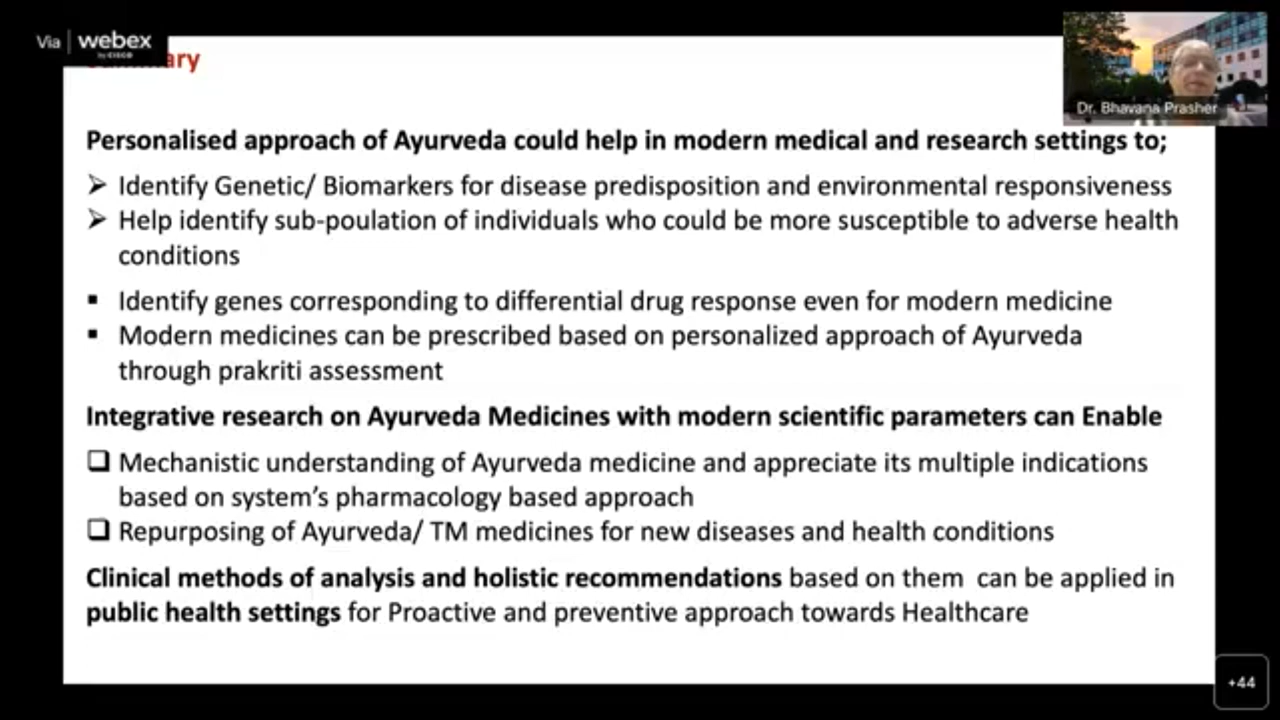 Via | webex
by CISCO
Summary
Dr. Bhavana Prasher
Personalised approach of Ayurveda could help in modern medical and research settings to;
➢ Identify Genetic/ Biomarkers for disease predisposition and environmental responsiveness
➢ Help identify sub-poulation of individuals who could be more susceptible to adverse health
conditions
▪ Identify genes corresponding to differential drug response even for modern medicine
▪ Modern medicines can be prescribed based on personalized approach of Ayurveda
through prakriti assessment
Integrative research on Ayurveda Medicines with modern scientific parameters can Enable
❑ Mechanistic understanding of Ayurveda medicine and appreciate its multiple indications
based on system's pharmacology based approach
❑ Repurposing of Ayurveda/ TM medicines for new diseases and health conditions
Clinical methods of analysis and holistic recommendations based on them can be applied in
public health settings for Proactive and preventive approach towards Healthcare
+44